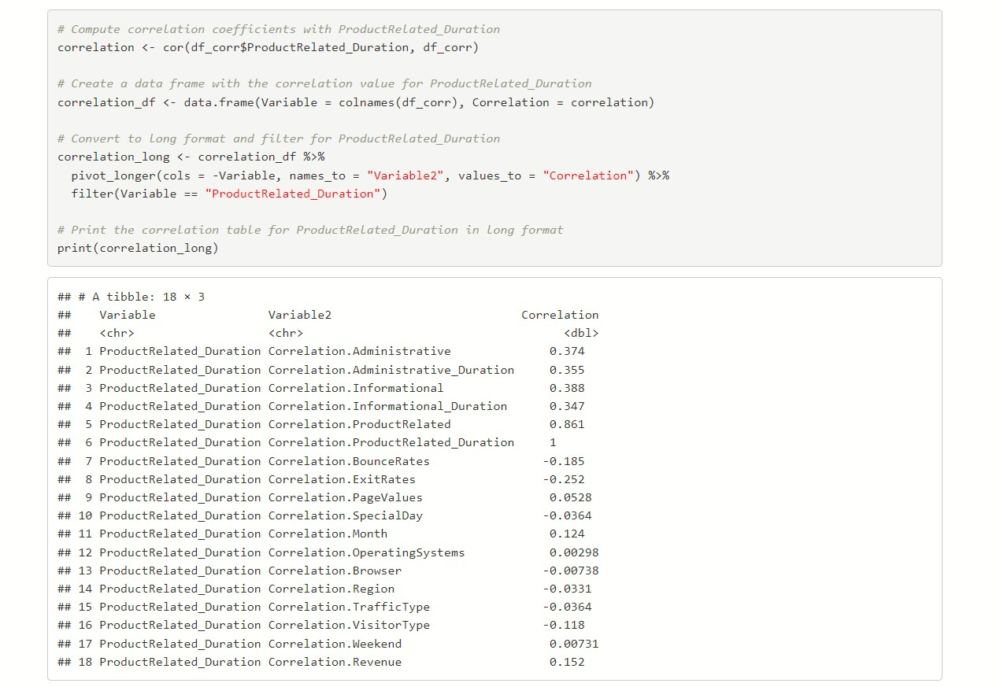 # Compute correlation coefficients with ProductRelated_Duration
correlation <- cor(df_corr$ProductRelated_Duration, df_corr)
# Create a data frame with the correlation value for ProductRelated_Duration
correlation_df <- data.frame(Variable = colnames(df_corr), Correlation = correlation)
# Convert to long format and filter for ProductRelated_Duration
correlation_long <- correlation_df %>%
  pivot_longer(cols = -Variable, names_to = "Variable2", values_to = "Correlation") %>%
  filter(Variable == "ProductRelated_Duration")
# Print the correlation table for ProductRelated_Duration in long format
print(correlation_long)
## # A tibble: 18 × 3
##    Variable                Variable2                           Correlation
##    <chr>                   <chr>                                     <dbl>
##  1 ProductRelated_Duration Correlation.Administrative              0.374
##  2 ProductRelated_Duration Correlation.Administrative_Duration     0.355
##  3 ProductRelated_Duration Correlation.Informational               0.388
##  4 ProductRelated_Duration Correlation.Informational_Duration      0.347
##  5 ProductRelated_Duration Correlation.ProductRelated              0.861
##  6 ProductRelated_Duration Correlation.ProductRelated_Duration     1
##  7 ProductRelated_Duration Correlation.BounceRates                -0.185
##  8 ProductRelated_Duration Correlation.ExitRates                  -0.252
##  9 ProductRelated_Duration Correlation.PageValues                  0.0528
## 10 ProductRelated_Duration Correlation.SpecialDay                 -0.0364
## 11 ProductRelated_Duration Correlation.Month                       0.124
## 12 ProductRelated_Duration Correlation.OperatingSystems            0.00298
## 13 ProductRelated_Duration Correlation.Browser                    -0.00738
## 14 ProductRelated_Duration Correlation.Region                     -0.0331
## 15 ProductRelated_Duration Correlation.TrafficType                -0.0364
## 16 ProductRelated_Duration Correlation.VisitorType                -0.118
## 17 ProductRelated_Duration Correlation.Weekend                     0.00731
## 18 ProductRelated_Duration Correlation.Revenue                     0.152